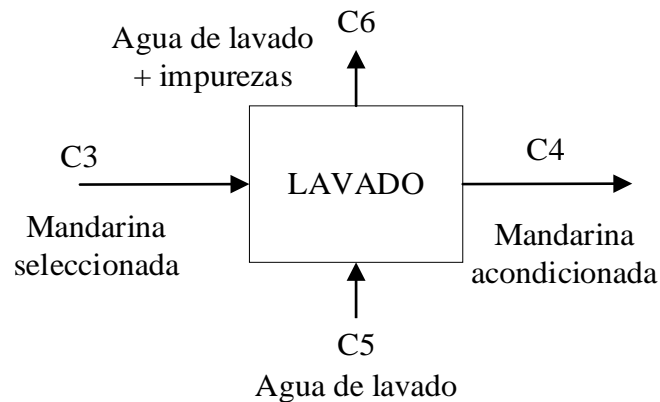 C6
Agua de lavado
+ impurezas
C3
LAVADO
C4
Mandarina
seleccionada
Mandarina
acondicionada
C5
Agua de lavado